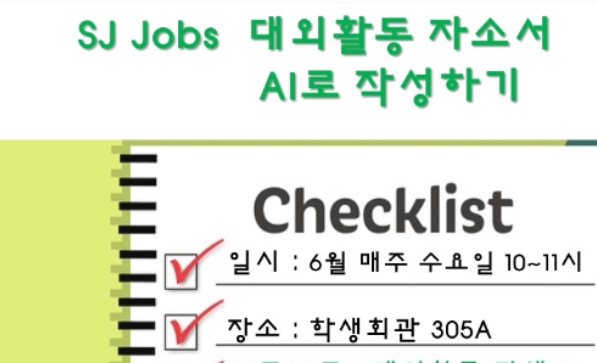 SJ Jobs 대외활동 자소서
AI로 작성하기
Checklist
일시 : 6월 매주 수요일 10~11시
장소 : 학생회관 305A